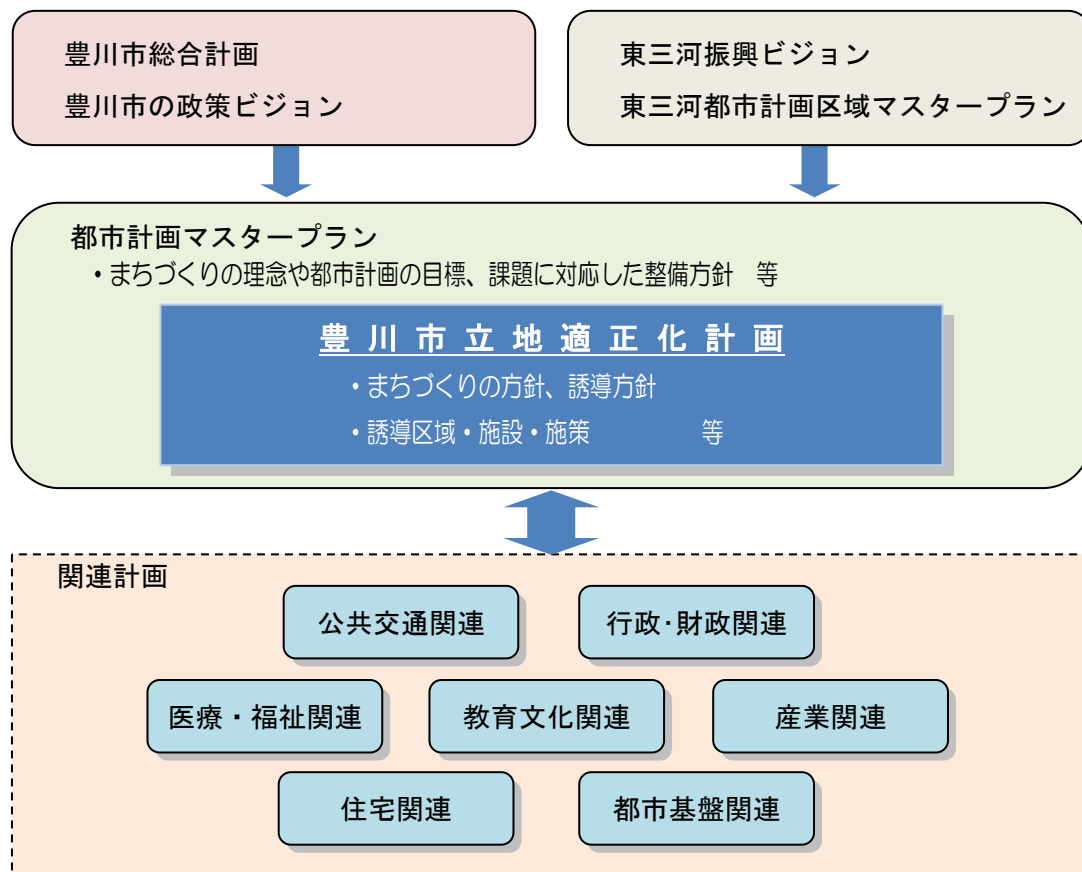 豊川市総合計画
豊川市の政策ビジョン
東三河振興ビジョン
東三河都市計画区域マスタープラン
都市計画マスタープラン
・まちづくりの理念や都市計画の目標、課題に対応した整備方針　等
豊 川 市 立 地 適 正 化 計 画
・まちづくりの方針、誘導方針
・誘導区域・施設・施策　　　　　等
関連計画
公共交通関連
行政･財政関連
医療・福祉関連
教育文化関連
産業関連
住宅関連
都市基盤関連